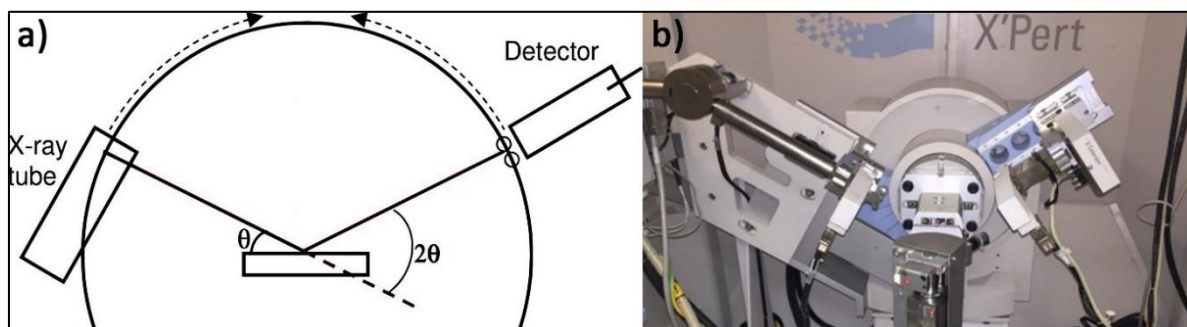 a)
Detector
X-ray
tube
θ
2θ
b)
X'Pert